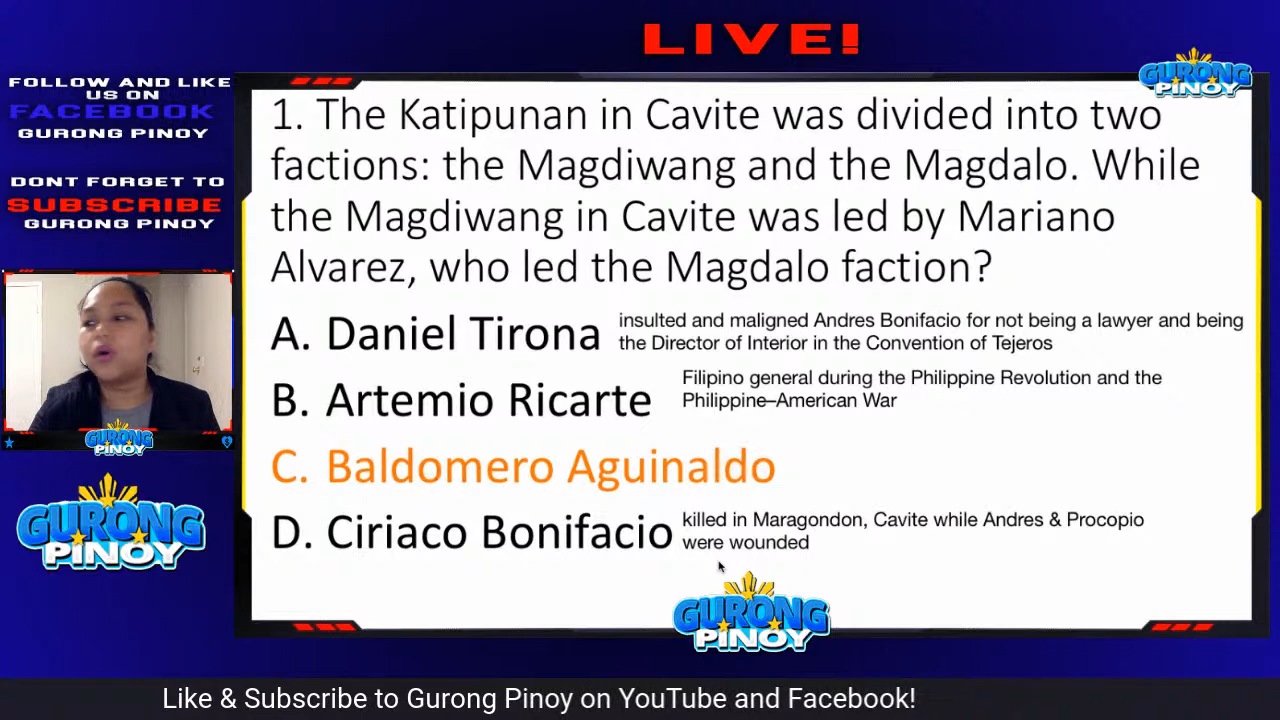 LIVE!
FOLLOW AND LIKE
US ON
FACEBOOK
GURONG PINOY
DONT FORGET TO
SUBSCRIBE
GURONG PINOY
GURONG
PINOY
GURONG
PINOY
GURONG
PINOY
1. The Katipunan in Cavite was divided into two
factions: the Magdiwang and the Magdalo. While
the Magdiwang in Cavite was led by Mariano
Alvarez, who led the Magdalo faction?
A. Daniel Tirona
insulted and maligned Andres Bonifacio for not being a lawyer and being
the Director of Interior in the Convention of Tejeros
B. Artemio Ricarte
Filipino general during the Philippine Revolution and the
Philippine–American War
C. Baldomero Aguinaldo
D. Ciriaco Bonifacio
killed in Maragondon, Cavite while Andres & Procopio
were wounded
GURONG
PINOY
Like & Subscribe to Gurong Pinoy on YouTube and Facebook!